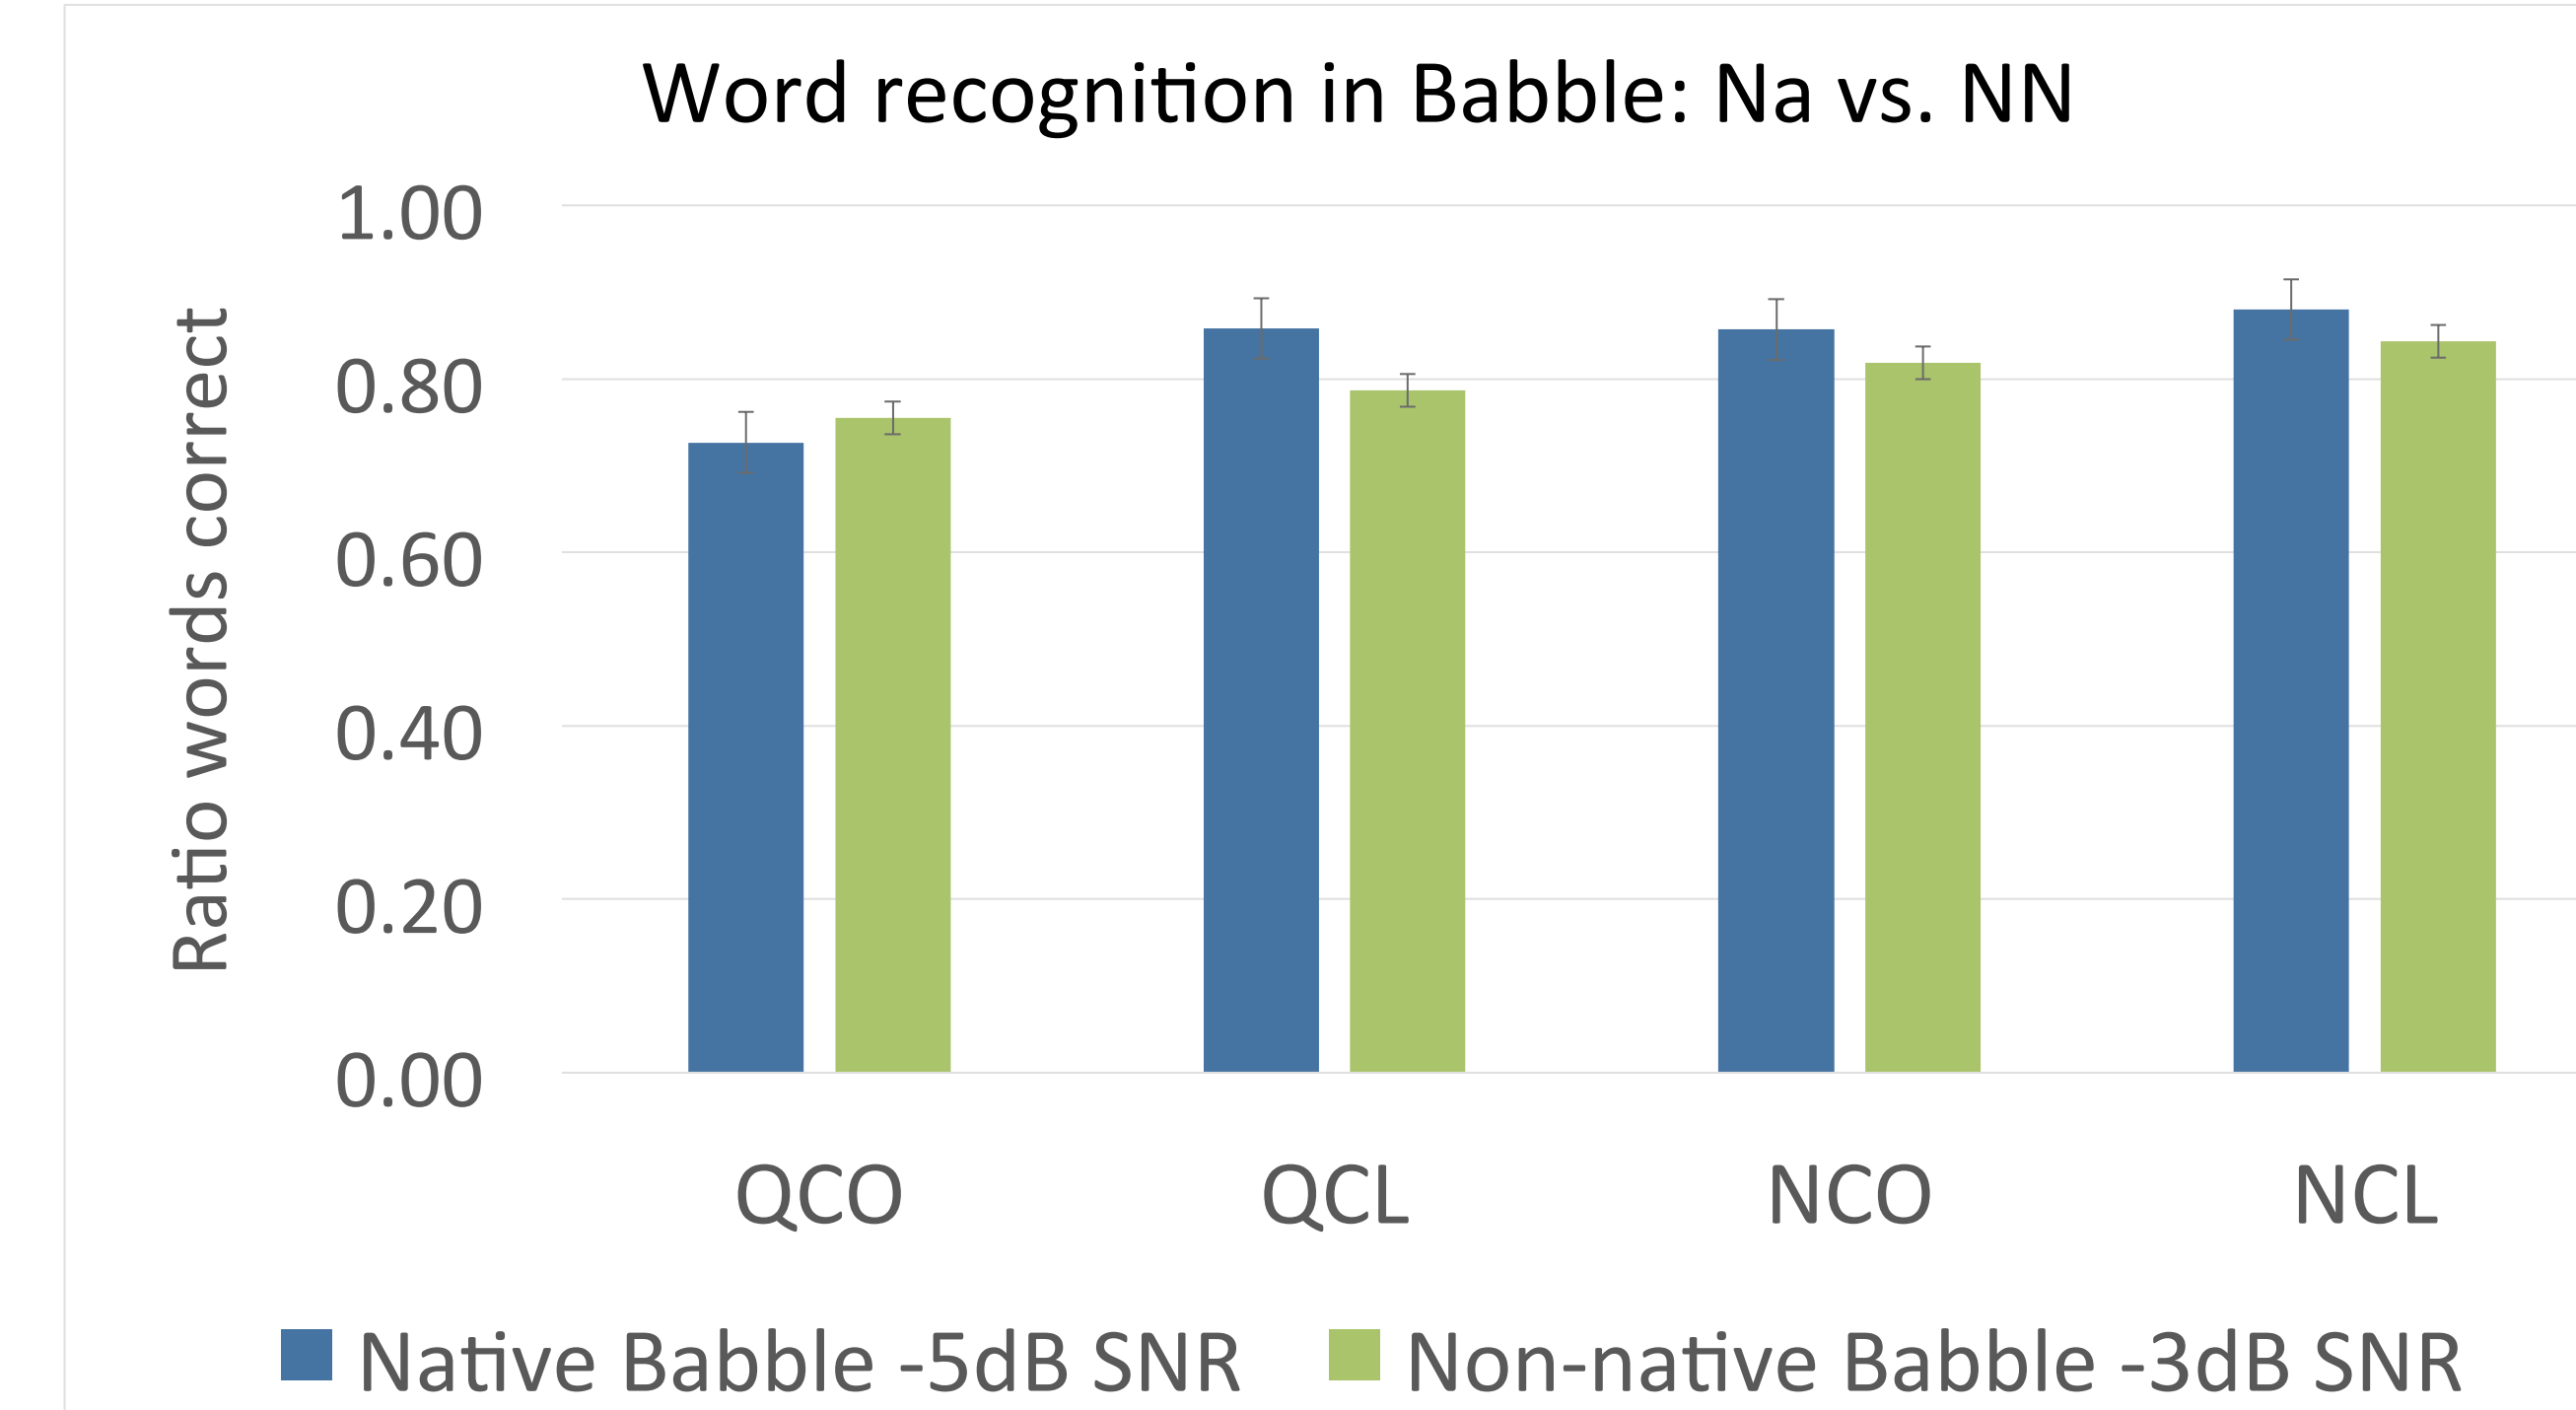 Word recognition in Babble: Na vs. NN
Ratio words correct
1.00
0.80
0.60
0.40
0.20
0.00
QCO QCL NCO NCL
Native Babble -5dB SNR Non-native Babble -3dB SNR